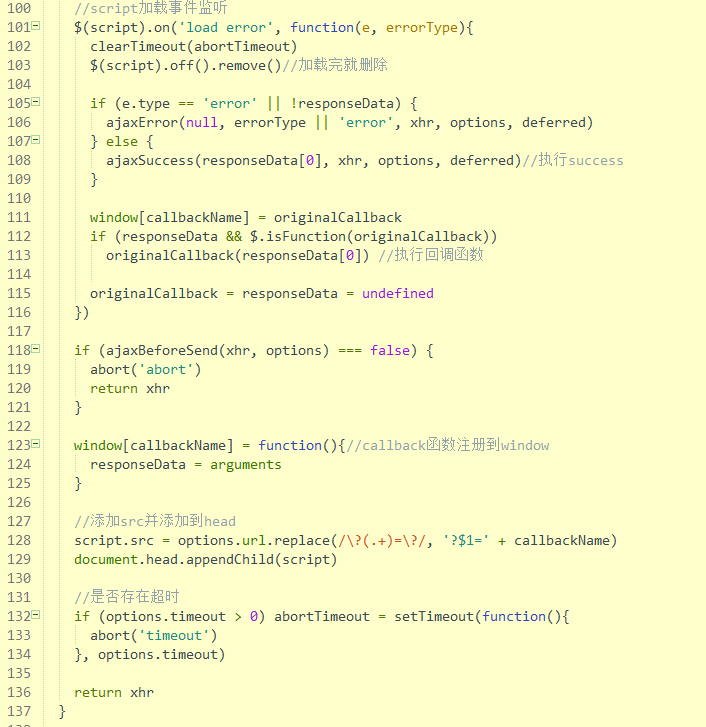 100 //script加载事件监听
101 $(script).on('load error', function(e, errorType){
102 clearTimeout(abortTimeout)
103 $(script).off().remove()//加载完就删除
104
105 if (e.type == 'error' || !responseData) {
106 ajaxError(null, errorType || 'error', xhr, options, deferred)
107 } else {
108 ajaxSuccess(responseData[0], xhr, options, deferred)//执行success
109 }
110
111 window[callbackName] = originalCallback
112 if (responseData && $.isFunction(originalCallback))
113 originalCallback(responseData[0]) //执行回调函数
114
115 originalCallback = responseData = undefined
116 })
117
118 if (ajaxBeforeSend(xhr, options) === false) {
119 abort('abort')
120 return xhr
121 }
122
123 window[callbackName] = function(){//callback函数注册到window
124 responseData = arguments
125 }
126
127 //添加src并添加到head
128 script.src = options.url.replace(/\?(.+)=\?/, '?$1=' + callbackName)
129 document.head.appendChild(script)
130
131 //是否存在超时
132 if (options.timeout > 0) abortTimeout = setTimeout(function(){
133 abort('timeout')
134 }, options.timeout)
135
136 return xhr
137 }